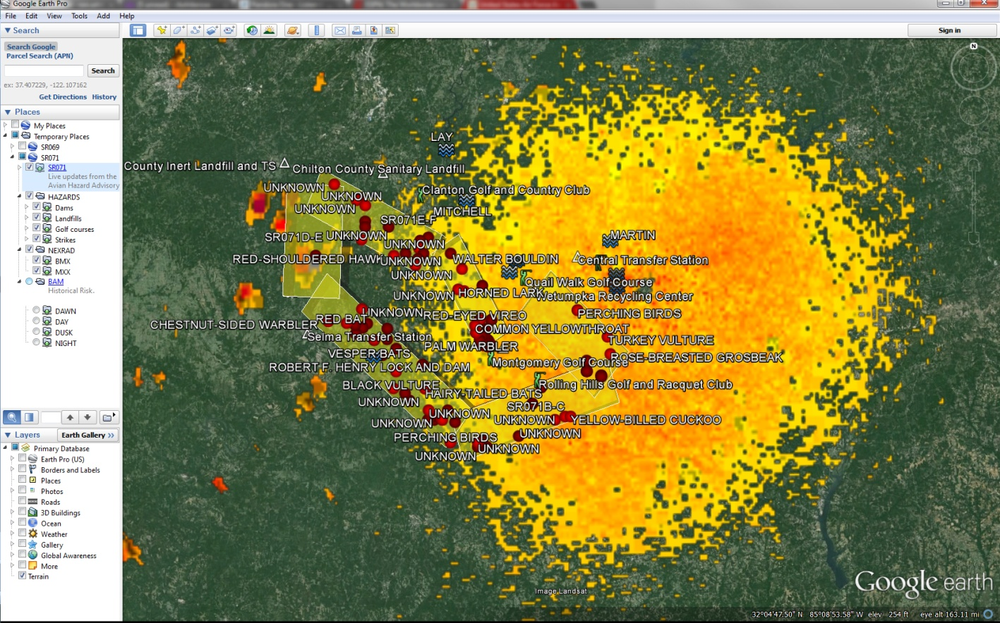 Google Earth Pro
File Edit View Tools Add Help
Search
Sign in
Search Google
Parcel Search (APN)
Search
ex: 37.407229, -122.107162
Get Directions History
Places
My Places
Temporary Places
SR069
SR071
SR071
Live updates from the
Avian Hazard Advisory
HAZARDS
Dams
Landfills
Golf courses
Strikes
NEXRAD
BMX
MXX
BAM
Historical Risk.
DAWN
DAY
DUSK
NIGHT
Layers
Earth Gallery >>
Primary Database
Earth Pro (US)
Borders and Labels
Places
Photos
Roads
3D Buildings
Ocean
Weather
Gallery
Global Awareness
More
Terrain
N
LAY
County Inert Landfill and TS
Chilton County Sanitary Landfill
UNKNOWN
Clanton Golf and Country Club
UNKNOWN
UNKNOWN
MITCHELL
SR071E-F
SR071D-E
UNKNOWN
MARTIN
UNKNOWN
RED-SHOULDERED HAWK
UNKNOWN
WALTER BOULDIN
Central Transfer Station
UNKNOWN
Quail Walk Golf Course
UNKNOWN
HORNED LARK
Wetumpka Recycling Center
UNKNOWN
RED-EYED VIREO
PERCHING BIRDS
RED BAT
CHESTNUT-SIDED WARBLER
COMMON YELLOWTHROAT
Selma Transfer Station
TURKEY VULTURE
PALM WARBLER
VESPER BATS
ROSE-BREASTED GROSBEAK
Montgomery Golf Course
ROBERT F. HENRY LOCK AND DAM
BLACK VULTURE
Rolling Hills Golf and Racquet Club
HAIRY-TAILED-BATS
UNKNOWN
SR071B-C
UNKNOWN
UNKNOWN
YELLOW-BILLED CUCKOO
UNKNOWN
UNKNOWN
PERCHING BIRDS
UNKNOWN
UNKNOWN
Google earth
Image Landsat
32°04'47.50" N 85°08'53.58" W elev 254 ft eye alt 163.11 mi